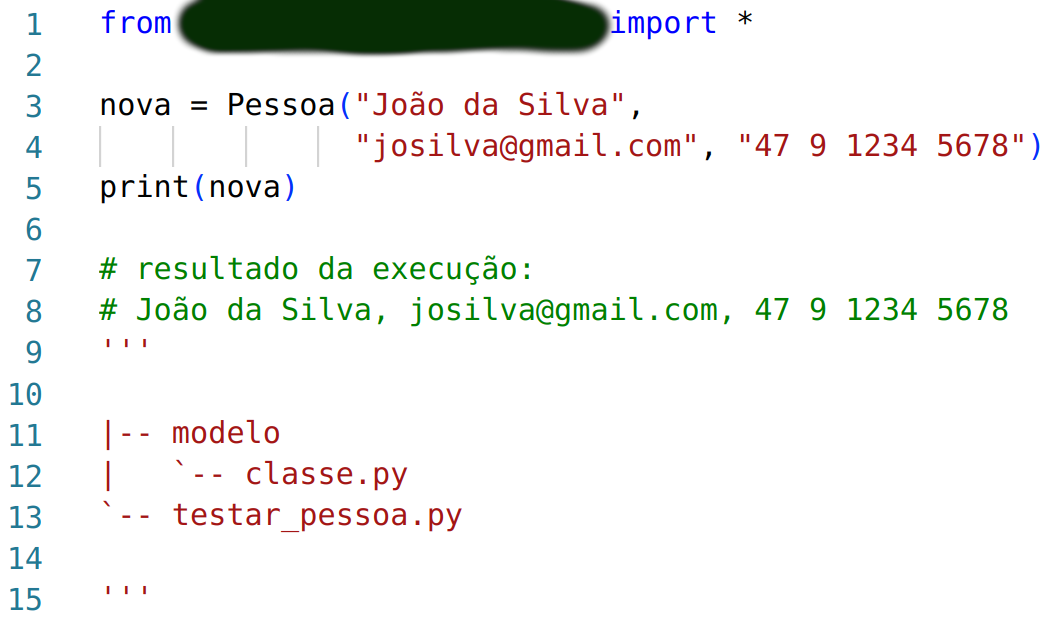 1 from import *
2
3 nova = Pessoa("João da Silva",
4 "josilva@gmail.com", "47 9 1234 5678")
5 print(nova)
6
7 # resultado da execução:
8 # João da Silva, josilva@gmail.com, 47 9 1234 5678
9 '''
10
11 |-- modelo
12 |   `-- classe.py
13 `-- testar_pessoa.py
14
15 '''